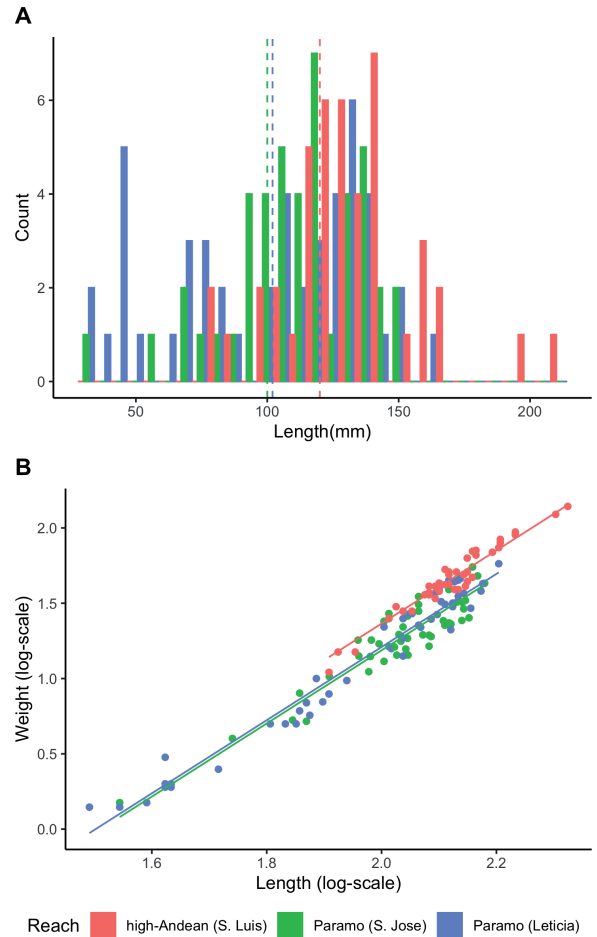 A
6
4
2
0
Count
50 100 150 200
Length(mm)
B
2.0
1.5
1.0
0.5
0.0
Weight (log-scale)
1.6 1.8 2.0 2.2
Length (log-scale)
Reach high-Andean (S. Luis) Paramo (S. Jose) Paramo (Leticia)